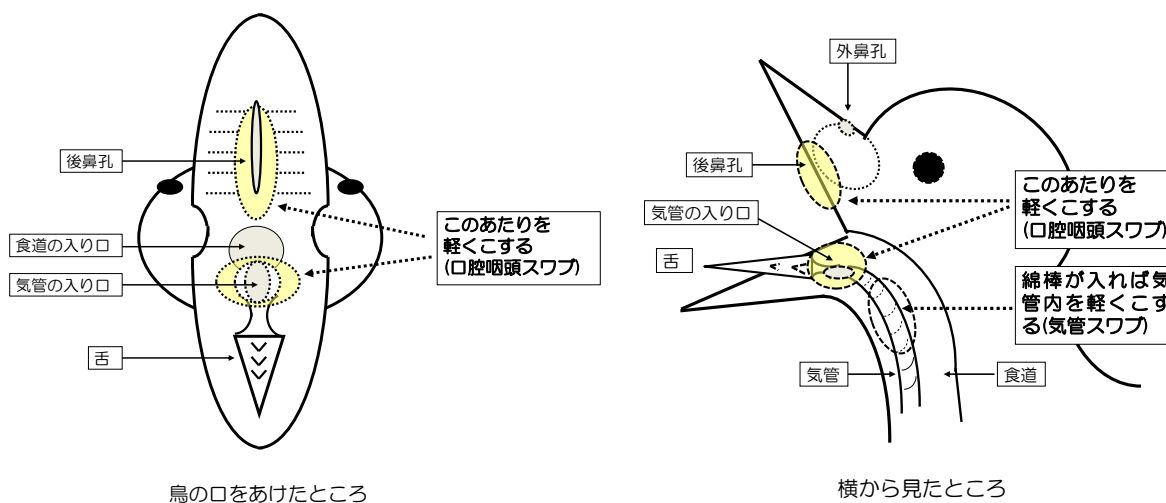 後鼻孔
食道の入り口
気管の入り口
舌
このあたりを
軽くこする
(口腔咽頭スワブ)
鳥の口をあけたところ
外鼻孔
後鼻孔
気管の入り口
舌
気管
食道
このあたりを
軽くこする
(口腔咽頭スワブ)
綿棒が入れば気
管内を軽くこす
る(気管スワブ)
横から見たところ